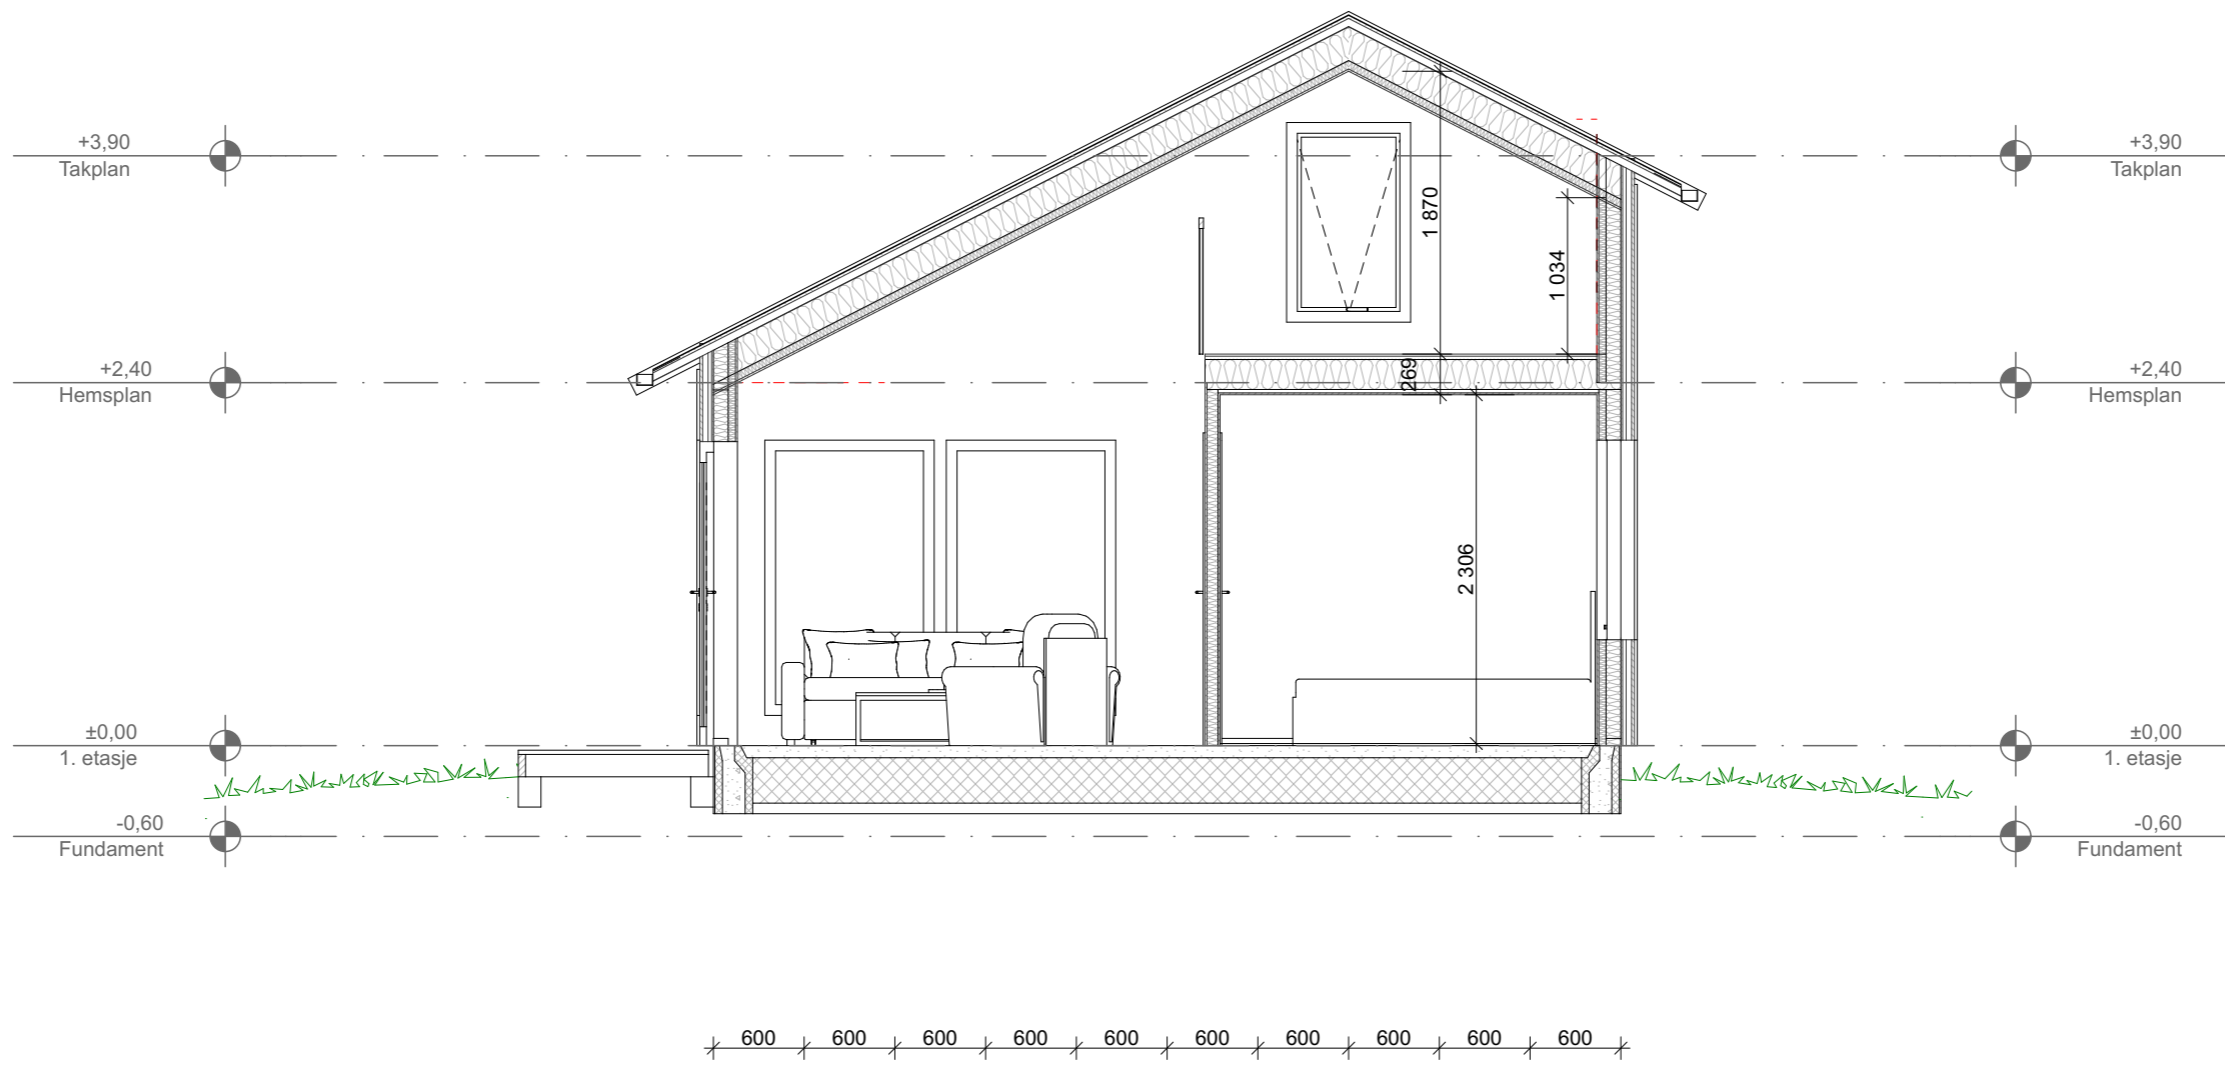 +3,90
Takplan
+3,90
Takplan
1 870
1 034
+2,40
Hemsplan
269
+2,40
Hemsplan
2 306
±0,00
1. etasje
±0,00
1. etasje
-0,60
Fundament
-0,60
Fundament
600 600 600 600 600 600 600 600 600 600